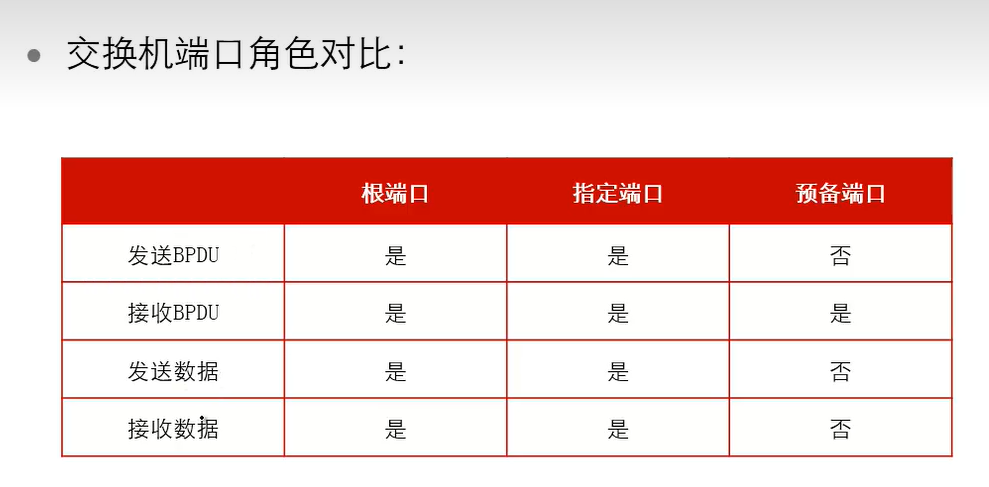 交换机端口角色对比：
根端口 指定端口 预备端口
发送BPDU 是 是 否
接收BPDU 是 是 是
发送数据 是 是 否
接收数据 是 是 否